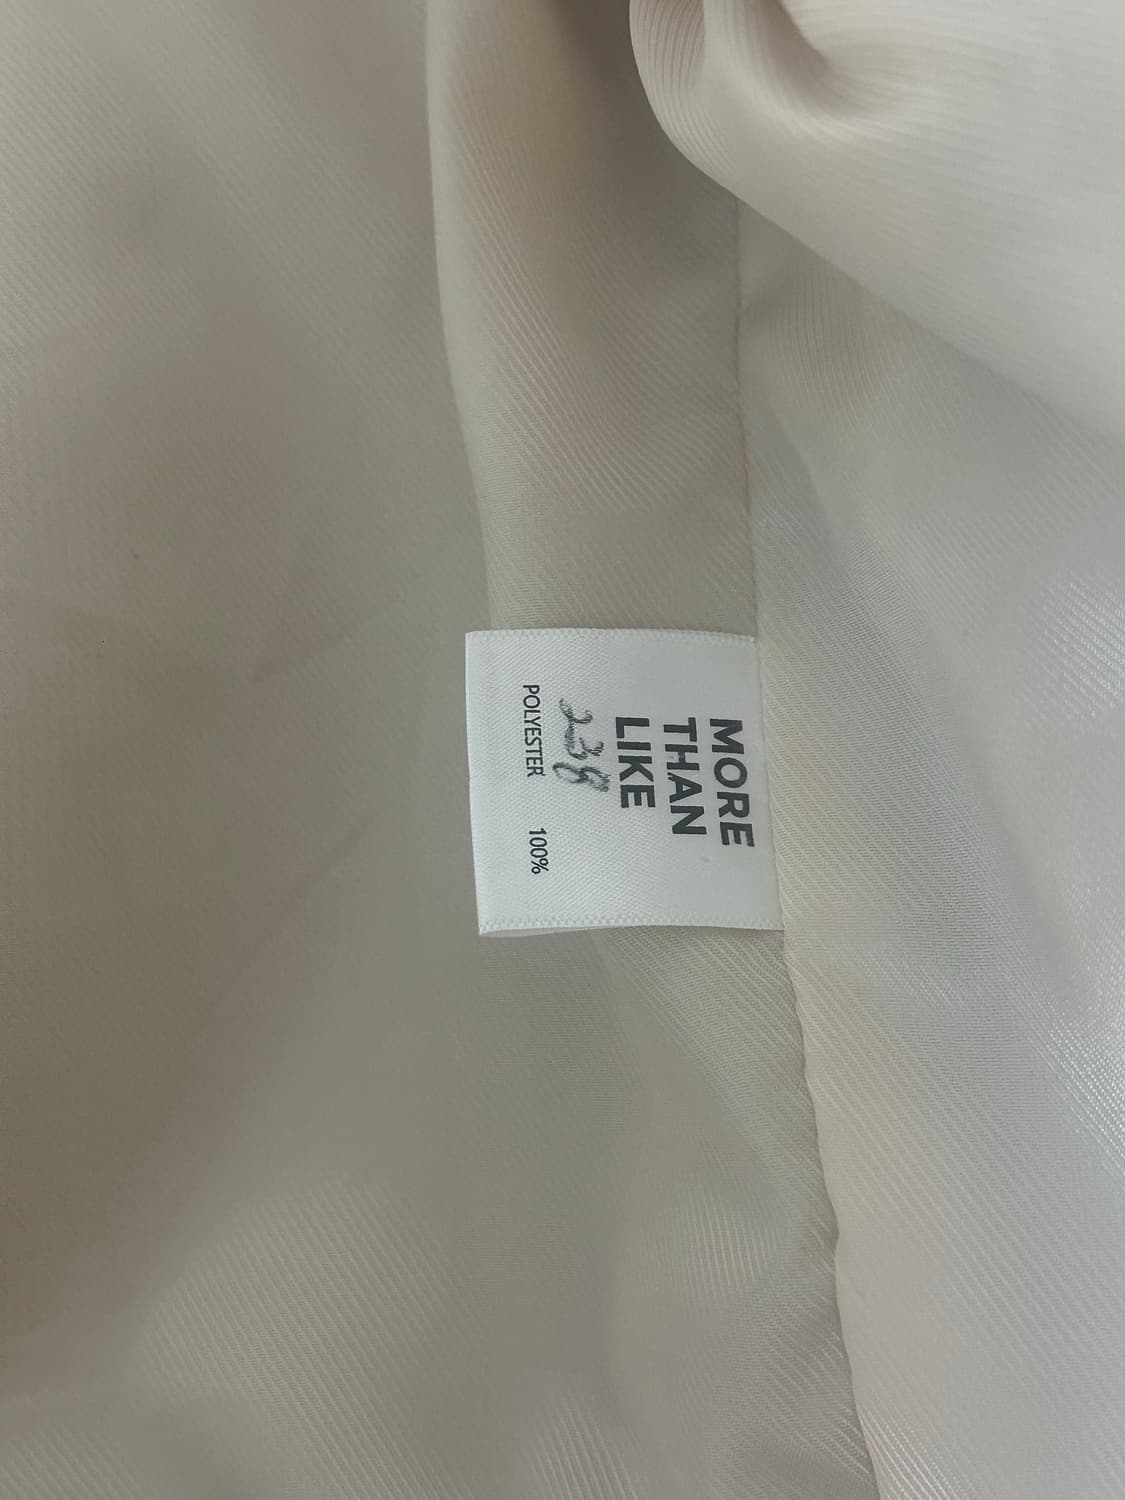 MORE
THAN
LIKE
238
POLYESTER 100%